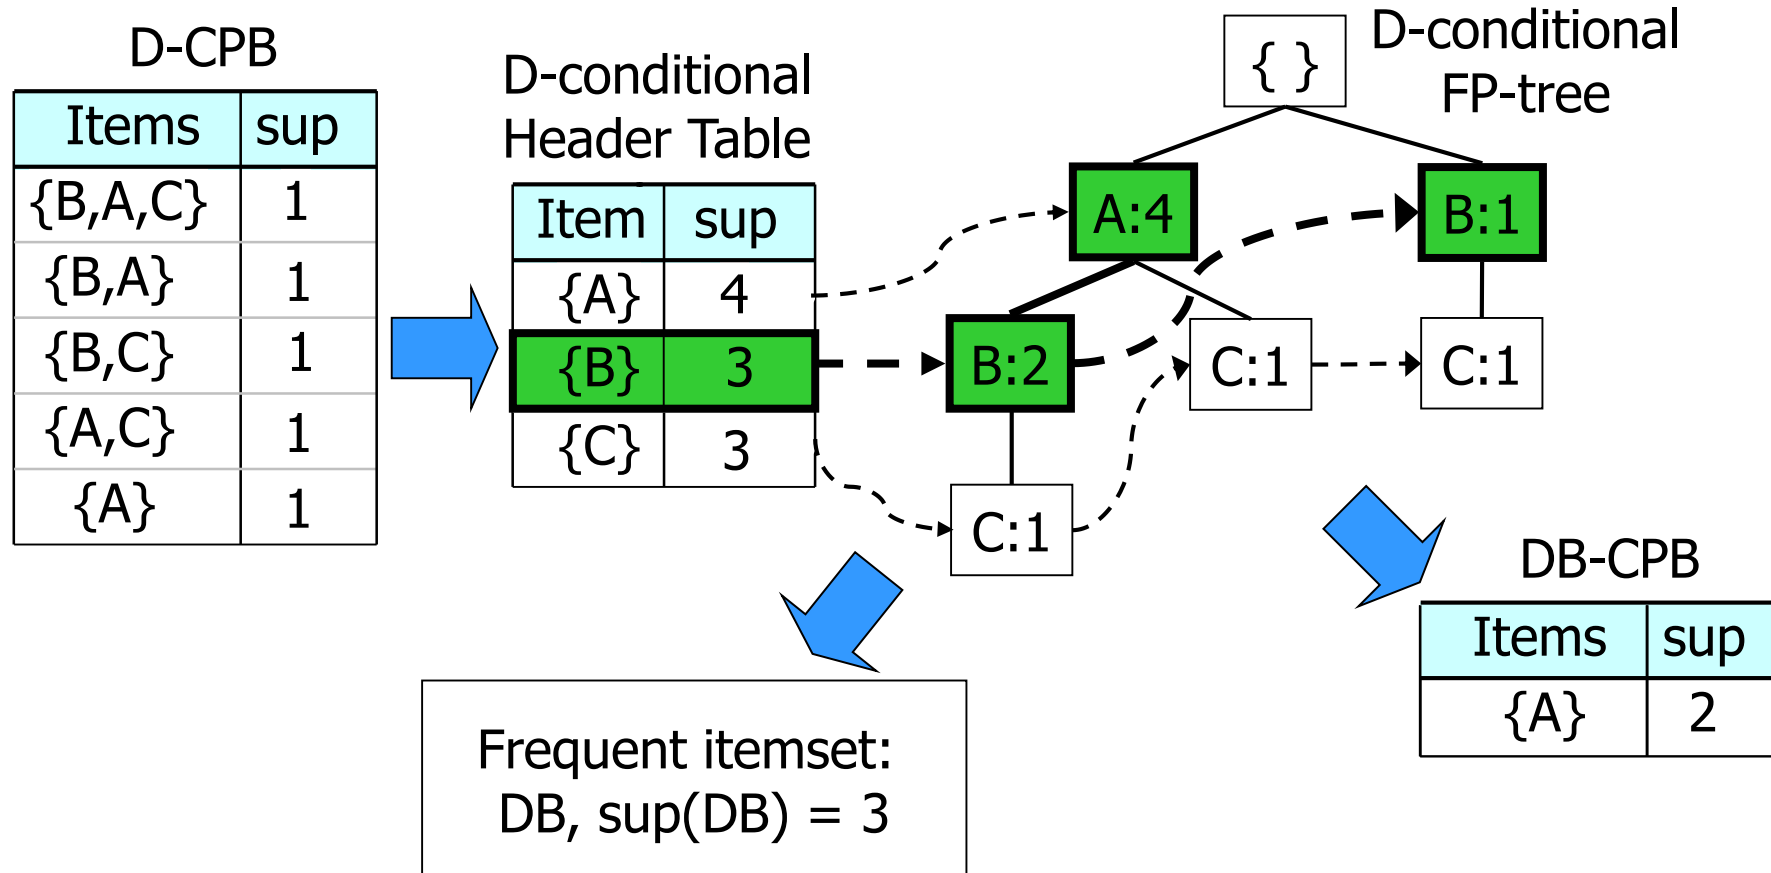 D-CPB
Items sup
{B,A,C} 1
{B,A} 1
{B,C} 1
{A,C} 1
{A} 1
D-conditional
Header Table
Item sup
{A} 4
{B} 3
{C} 3
D-conditional
FP-tree
{ }
A:4
B:1
B:2
C:1
C:1
C:1
Frequent itemset:
DB, sup(DB) = 3
DB-CPB
Items sup
{A} 2